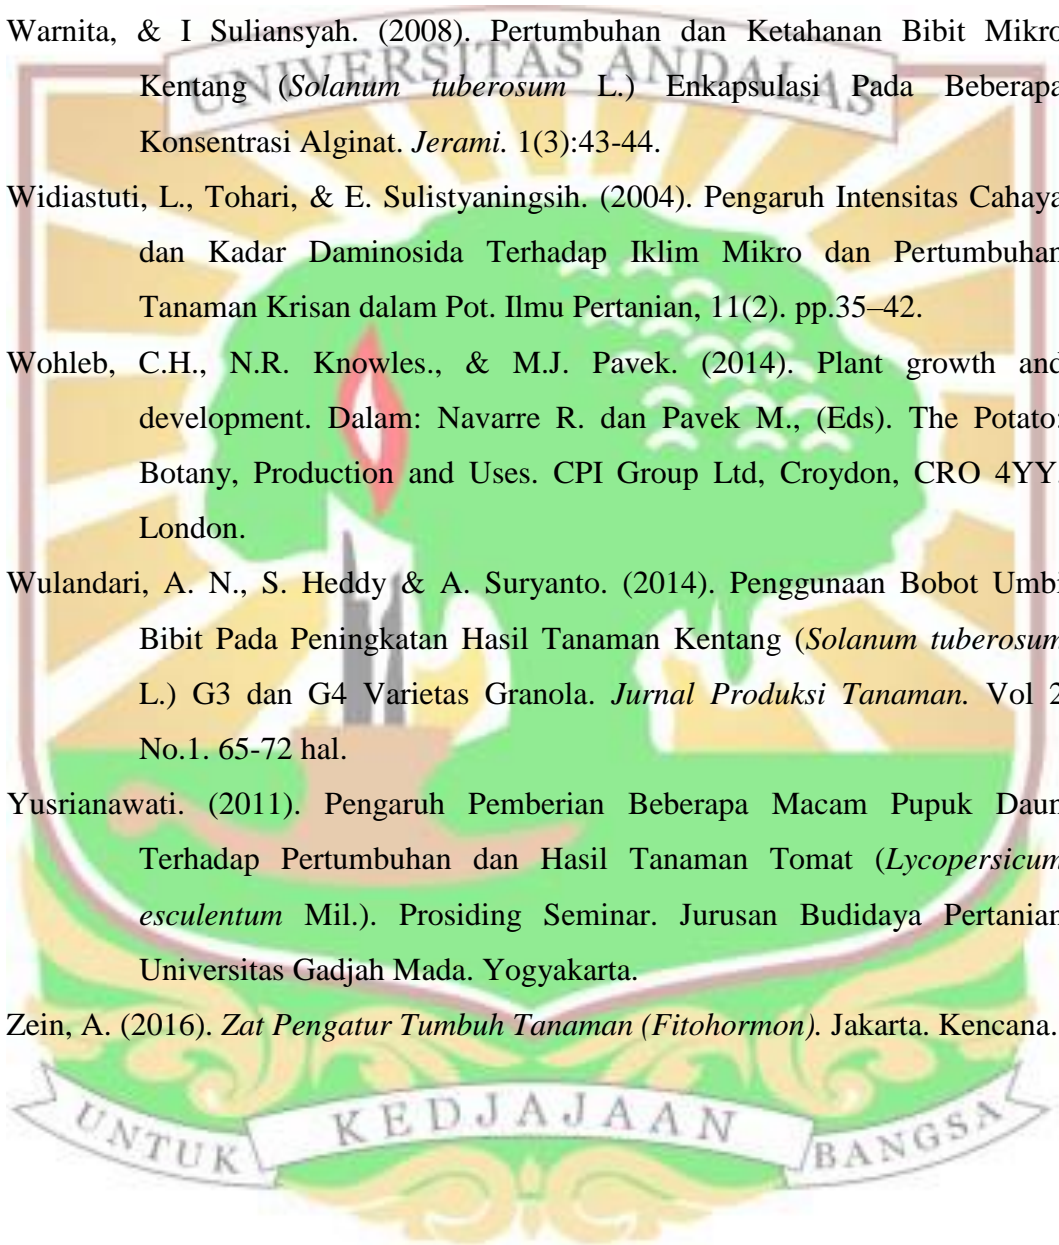 Warnita, & I Suliansyah. (2008). Pertumbuhan dan Ketahanan Bibit Mikro
UNIVERSITAS ANDALAS
Kentang (Solanum tuberosum L.) Enkapsulasi Pada Beberapa
Konsentrasi Alginat. Jerami. 1(3):43-44.
Widiastuti, L., Tohari, & E. Sulistyaningsih. (2004). Pengaruh Intensitas Cahaya
dan Kadar Daminosida Terhadap Iklim Mikro dan Pertumbuhan
Tanaman Krisan dalam Pot. Ilmu Pertanian, 11(2). pp.35–42.
Wohleb, C.H., N.R. Knowles., & M.J. Pavek. (2014). Plant growth and
development. Dalam: Navarre R. dan Pavek M., (Eds). The Potato:
Botany, Production and Uses. CPI Group Ltd, Croydon, CRO 4YY.
London.
Wulandari, A. N., S. Heddy & A. Suryanto. (2014). Penggunaan Bobot Umbi
Bibit Pada Peningkatan Hasil Tanaman Kentang (Solanum tuberosum
L.) G3 dan G4 Varietas Granola. Jurnal Produksi Tanaman. Vol 2
No.1. 65-72 hal.
Yusrianawati. (2011). Pengaruh Pemberian Beberapa Macam Pupuk Daun
Terhadap Pertumbuhan dan Hasil Tanaman Tomat (Lycopersicum
esculentum Mil.). Prosiding Seminar. Jurusan Budidaya Pertanian
Universitas Gadjah Mada. Yogyakarta.
Zein, A. (2016). Zat Pengatur Tumbuh Tanaman (Fitohormon). Jakarta. Kencana.
UNTUK KEDJAJAAN BANGSA